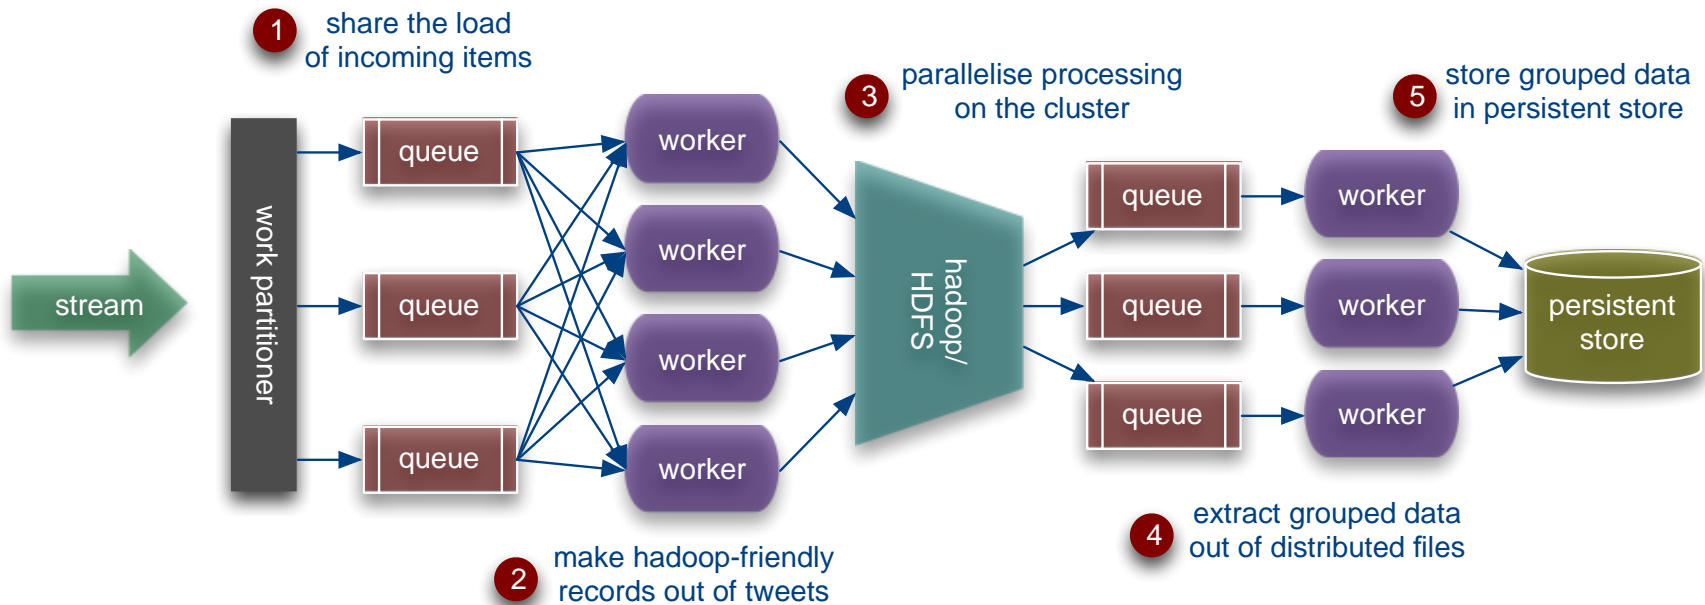 1
share the load
of incoming items
stream
work partitioner
queue
queue
queue
worker
worker
worker
worker
2
make hadoop-friendly
records out of tweets
3
parallelise processing
on the cluster
hadoop/
HDFS
queue
queue
queue
4
extract grouped data
out of distributed files
worker
worker
worker
5
store grouped data
in persistent store
persistent
store